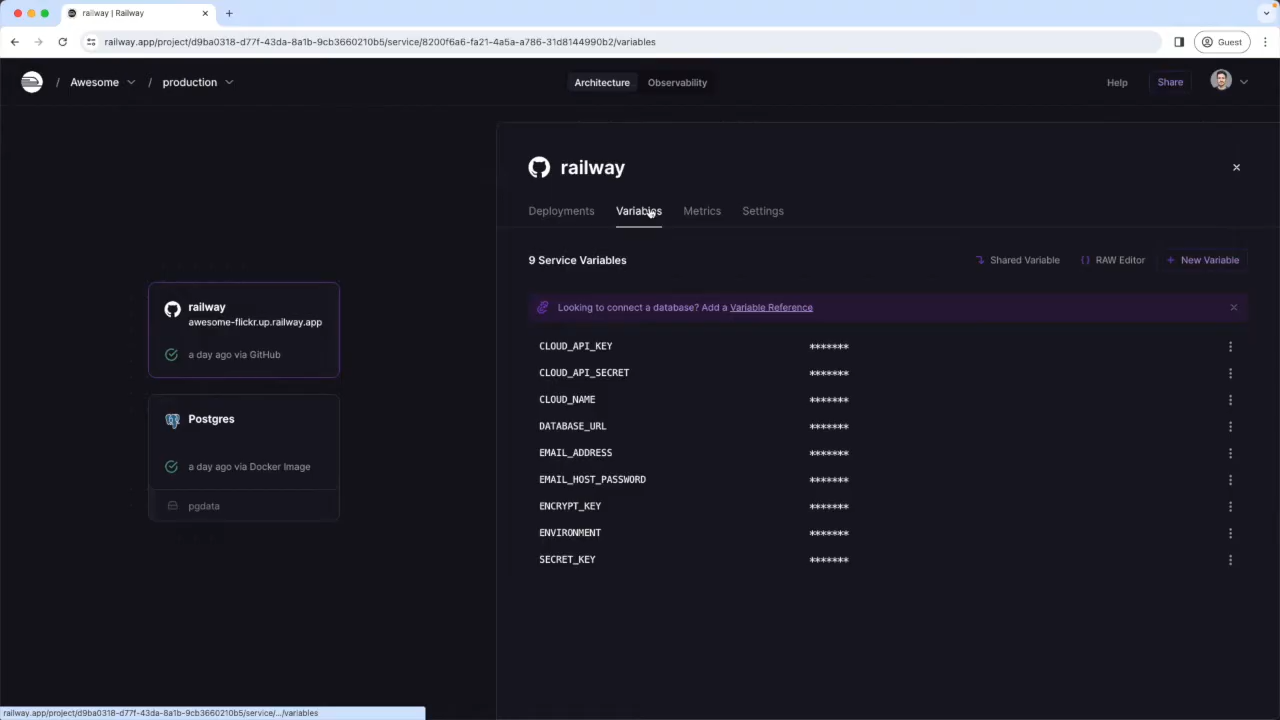 railway | Railway
railway.app/project/d9ba0318-d77f-43da-8a1b-9cb3660210b5/service/8200f6a6-fa21-4a5a-a786-31d8144990b2/variables
Guest
/ Awesome / production
Architecture Observability
Help Share
railway
Deployments Variables Metrics Settings
9 Service Variables
Shared Variable {} RAW Editor + New Variable
Looking to connect a database? Add a Variable Reference
CLOUD_API_KEY *******
CLOUD_API_SECRET *******
CLOUD_NAME *******
DATABASE_URL *******
EMAIL_ADDRESS *******
EMAIL_HOST_PASSWORD *******
ENCRYPT_KEY *******
ENVIRONMENT *******
SECRET_KEY *******
railway
awesome-flickr.up.railway.app
a day ago via GitHub
Postgres
a day ago via Docker Image
pgdata
railway.app/project/d9ba0318-d77f-43da-8a1b-9cb3660210b5/service/.../variables